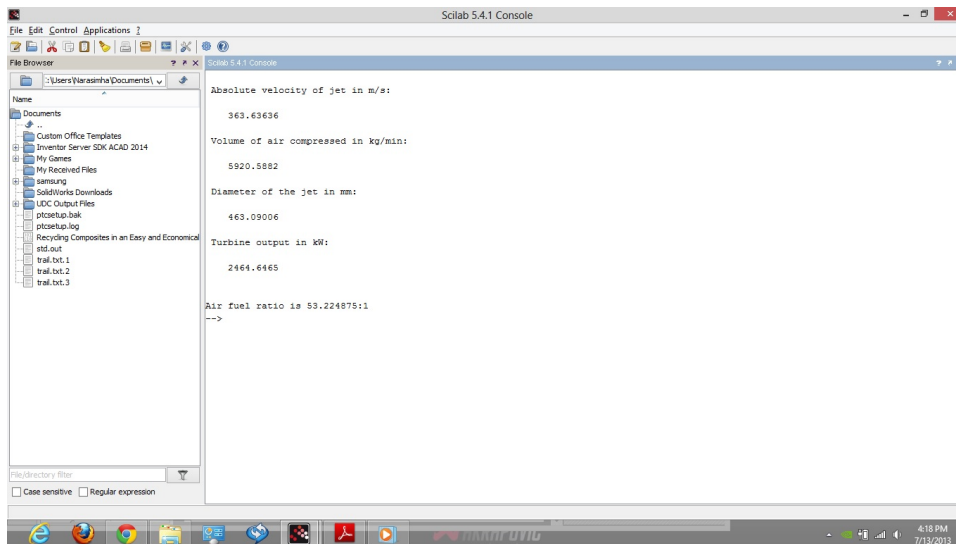 Scilab 5.4.1 Console
File Edit Control Applications ?
File Browser
Scilab 5.4.1 Console
:\Users\Narasimha\Documents\
Name
Documents
..
Custom Office Templates
Inventor Server SDK ACAD 2014
My Games
My Received Files
samsung
SolidWorks Downloads
UDC Output Files
ptcsetup.bak
ptcsetup.log
Recycling Composites in an Easy and Economical
std.out
trail.txt.1
trail.txt.2
trail.txt.3
Absolute velocity of jet in m/s:
363.63636
Volume of air compressed in kg/min:
5920.5882
Diameter of the jet in mm:
463.09006
Turbine output in kW:
2464.6465
Air fuel ratio is 53.224875:1
-->
File/directory filter
Case sensitive Regular expression
4:18 PM
7/13/2013